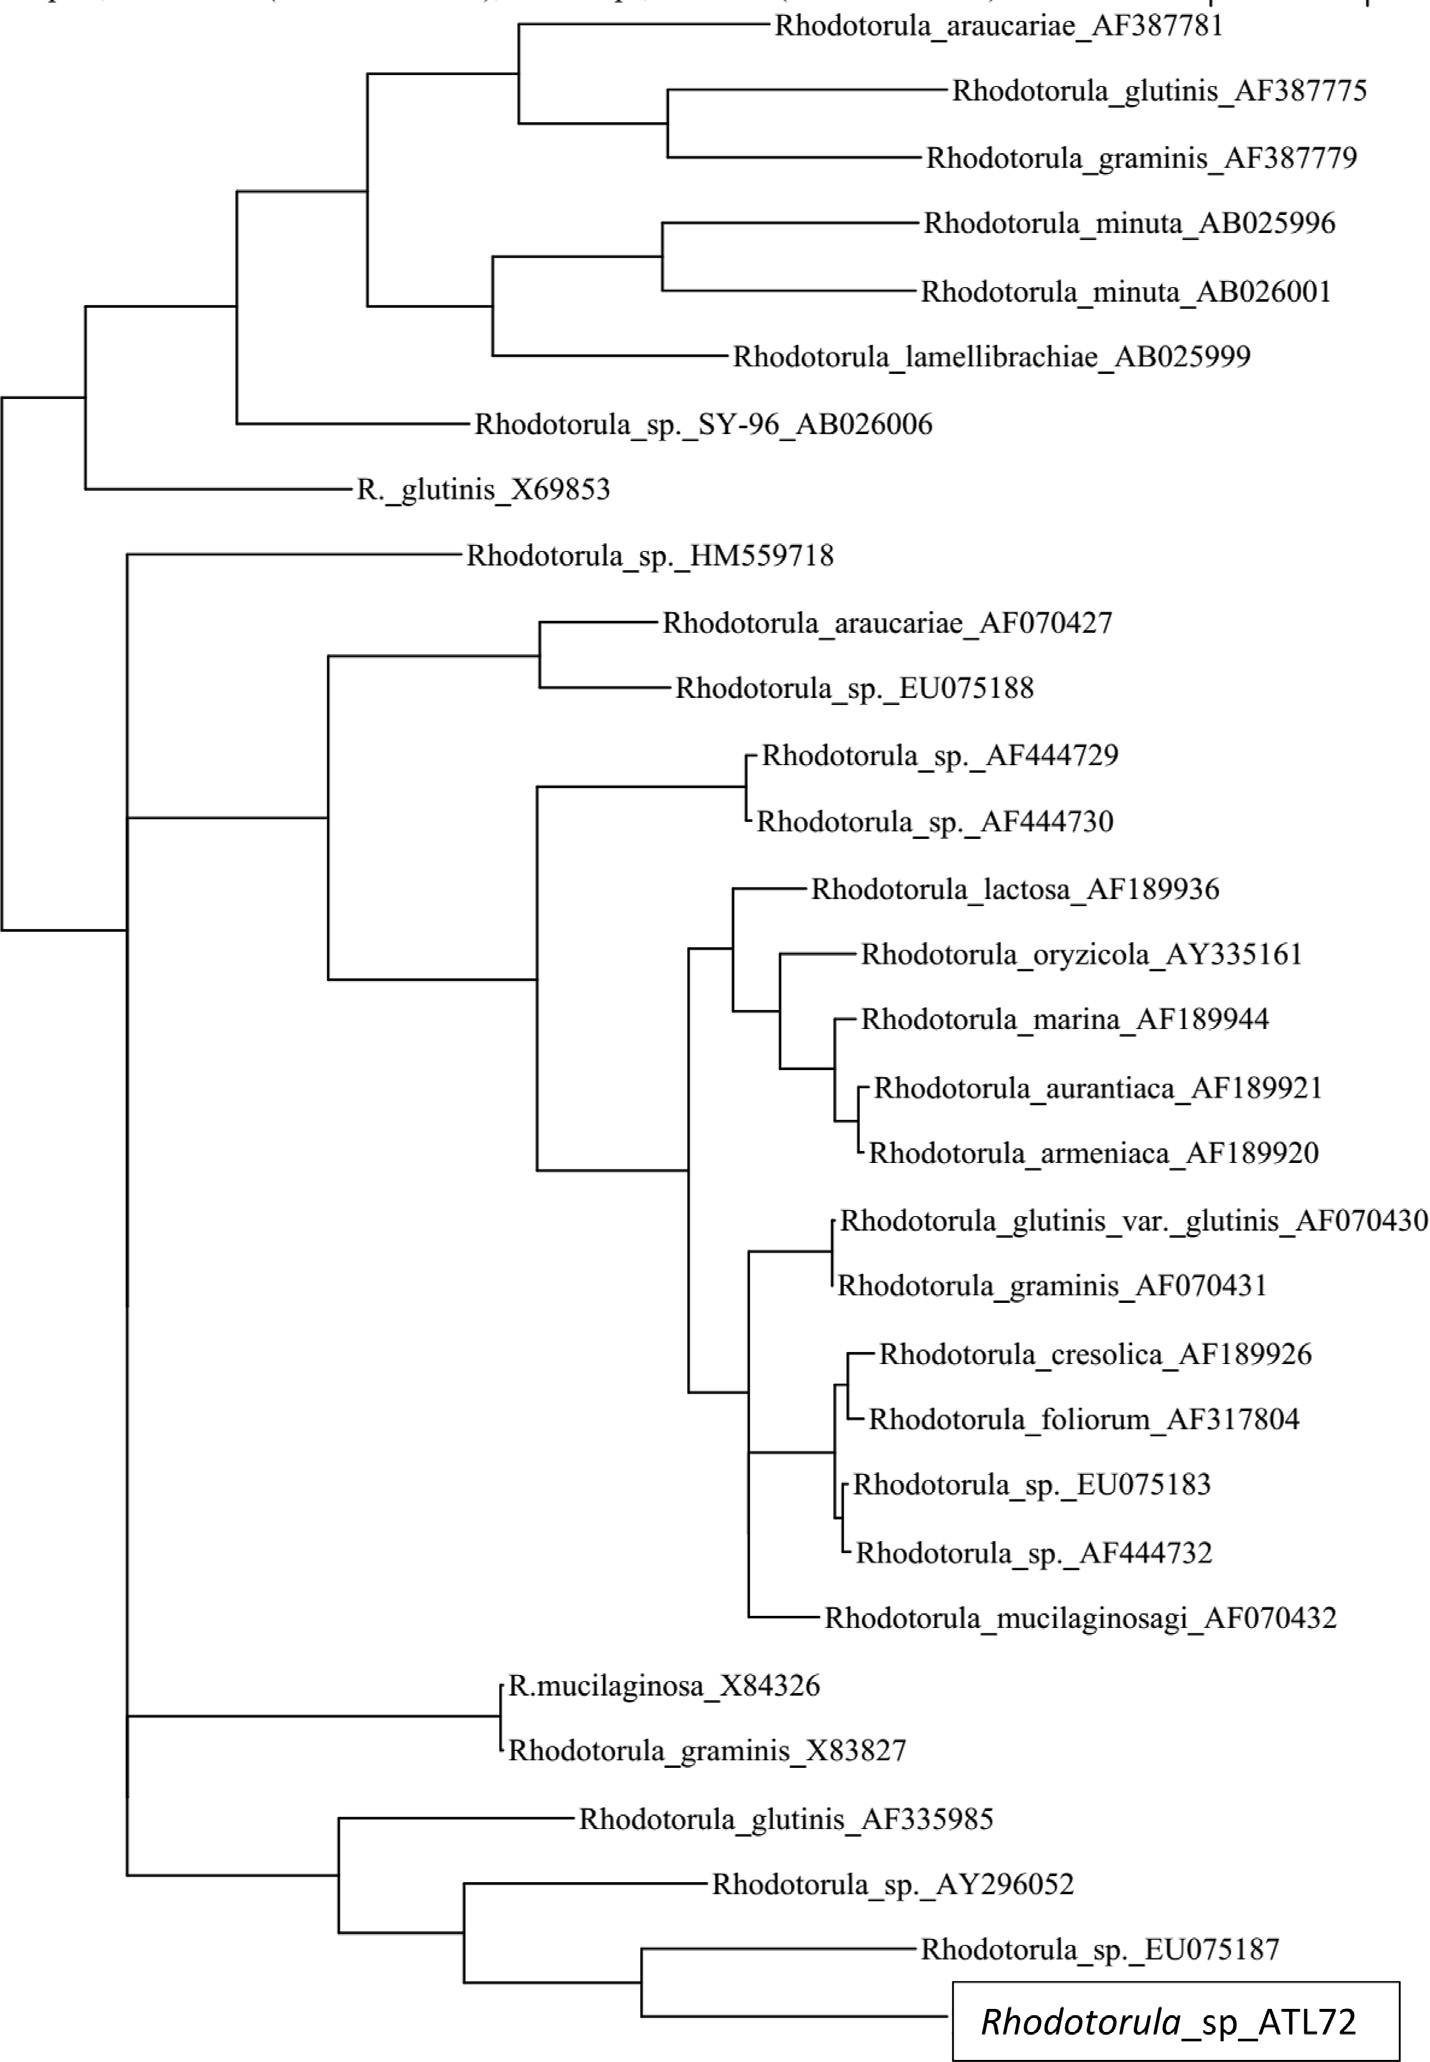 Rhodotorula_araucariae_AF387781
Rhodotorula_glutinis_AF387775
Rhodotorula_graminis_AF387779
Rhodotorula_minuta_AB025996
Rhodotorula_minuta_AB026001
Rhodotorula_lamellibrachiae_AB025999
Rhodotorula_sp._SY-96_AB026006
R._glutinis_X69853
Rhodotorula_sp._HM559718
Rhodotorula_araucariae_AF070427
Rhodotorula_sp._EU075188
Rhodotorula_sp._AF444729
Rhodotorula_sp._AF444730
Rhodotorula_lactosa_AF189936
Rhodotorula_oryzicola_AY335161
Rhodotorula_marina_AF189944
Rhodotorula_aurantiaca_AF189921
Rhodotorula_armeniaca_AF189920
Rhodotorula_glutinis_var._glutinis_AF070430
Rhodotorula_graminis_AF070431
Rhodotorula_cresolica_AF189926
Rhodotorula_foliorum_AF317804
Rhodotorula_sp._EU075183
Rhodotorula_sp._AF444732
Rhodotorula_mucilaginosagi_AF070432
R.mucilaginosa_X84326
Rhodotorula_graminis_X83827
Rhodotorula_glutinis_AF335985
Rhodotorula_sp._AY296052
Rhodotorula_sp._EU075187
Rhodotorula_sp_ATL72